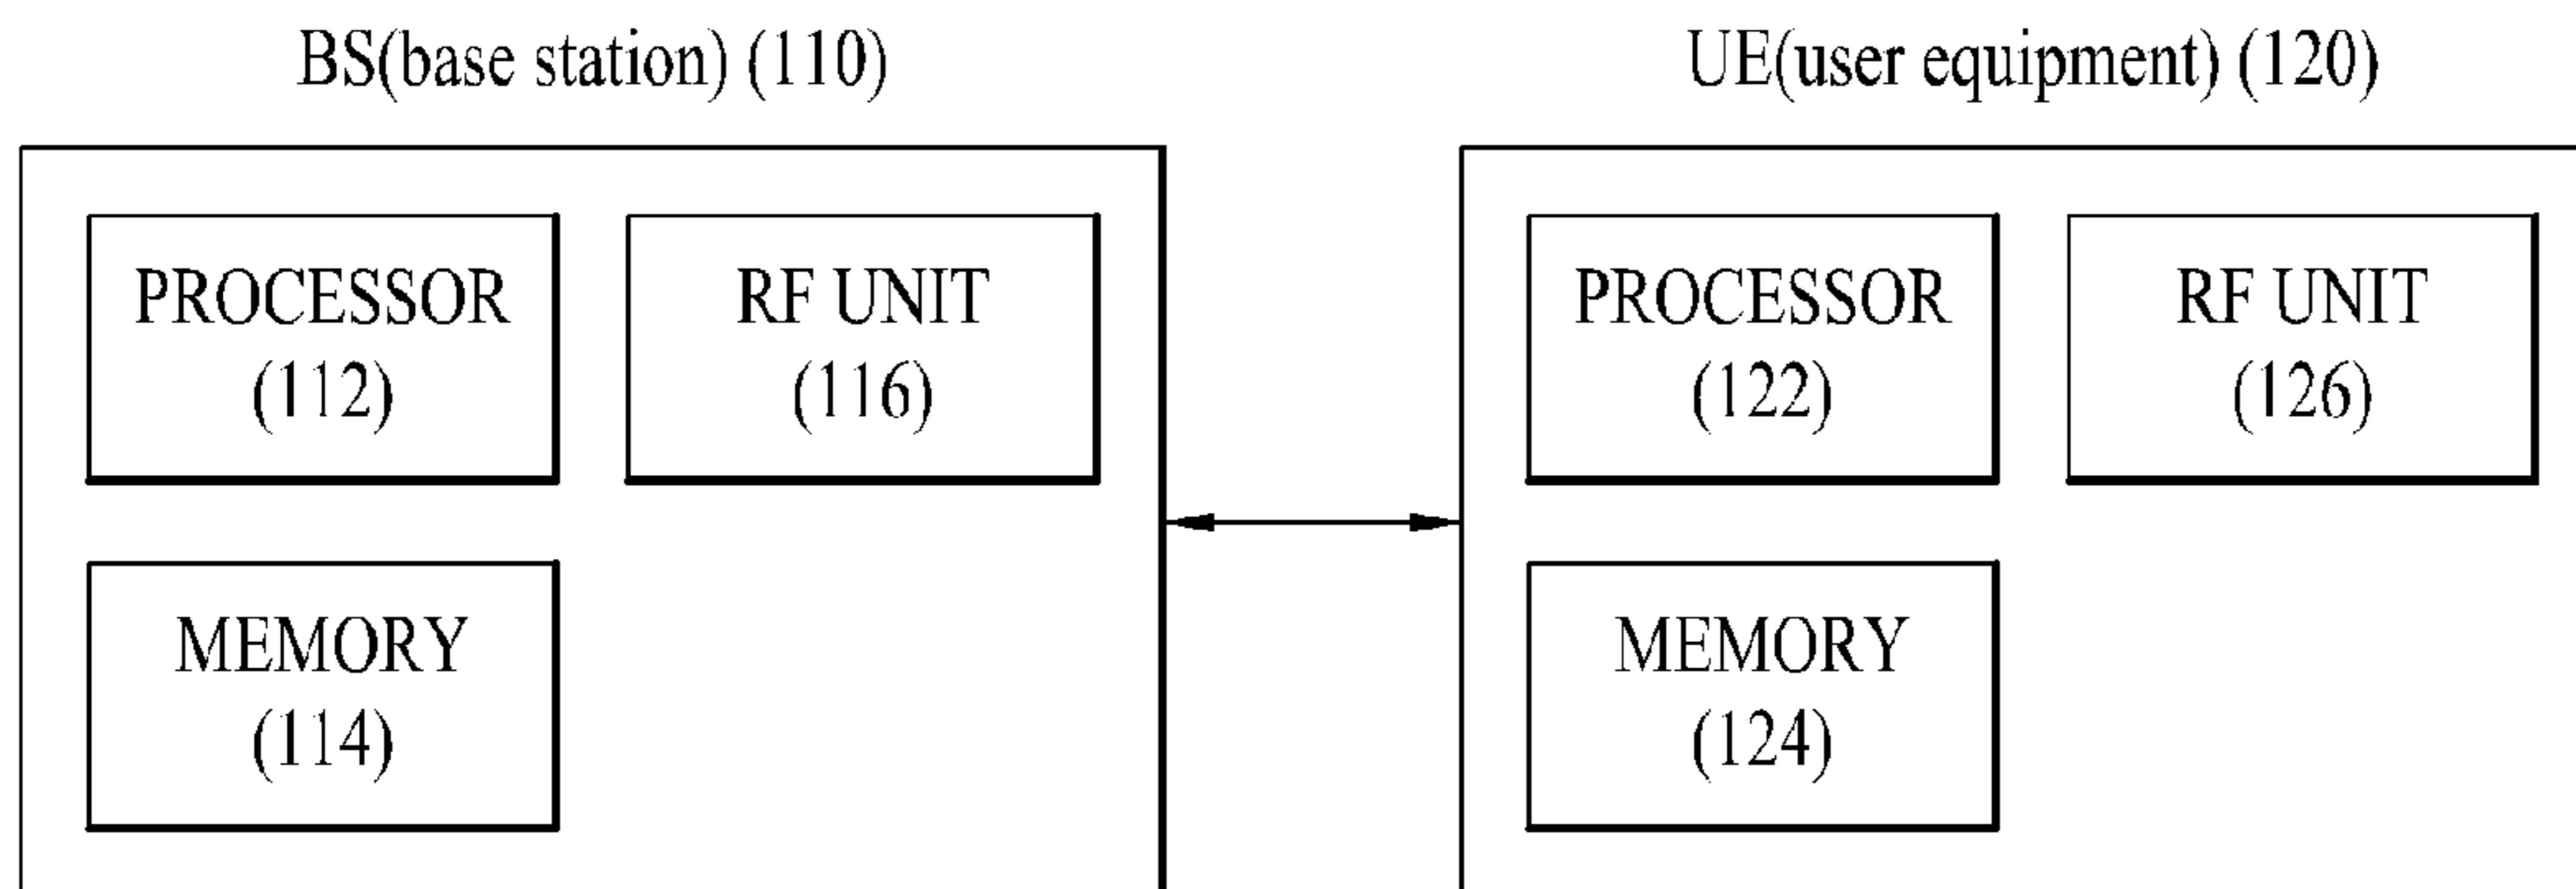 BS(base station) (110)
PROCESSOR
(112)
RF UNIT
(116)
MEMORY
(114)
UE(user equipment) (120)
PROCESSOR
(122)
RF UNIT
(126)
MEMORY
(124)